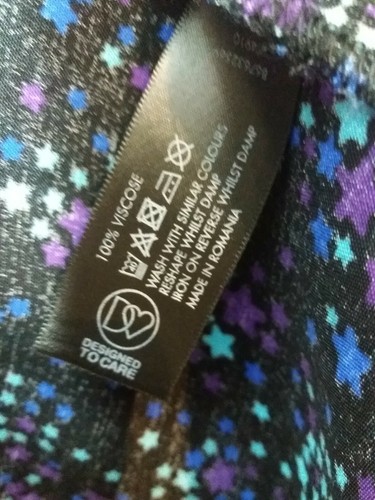 100% VISCOSE
WASH WITH SIMILAR COLOURS
RESHAPE WHILST DAMP
IRON ON REVERSE WHILST DAMP
MADE IN ROMANIA
DESIGNED
TO CARE